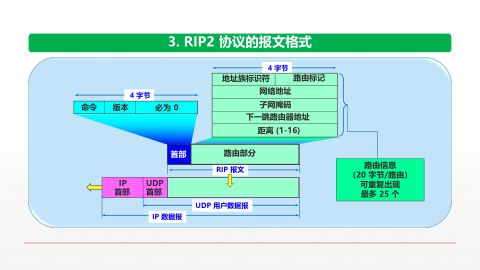 3. RIP2 协议的报文格式
4 字节
地址族标识符 路由标记
网络地址
子网掩码
下一跳路由器地址
距离 (1-16)
4 字节
命令 版本 必为 0
首部 路由部分
RIP 报文
IP
首部
UDP
首部
UDP 用户数据报
IP 数据报
路由信息
(20 字节/路由)
可重复出现
最多 25 个